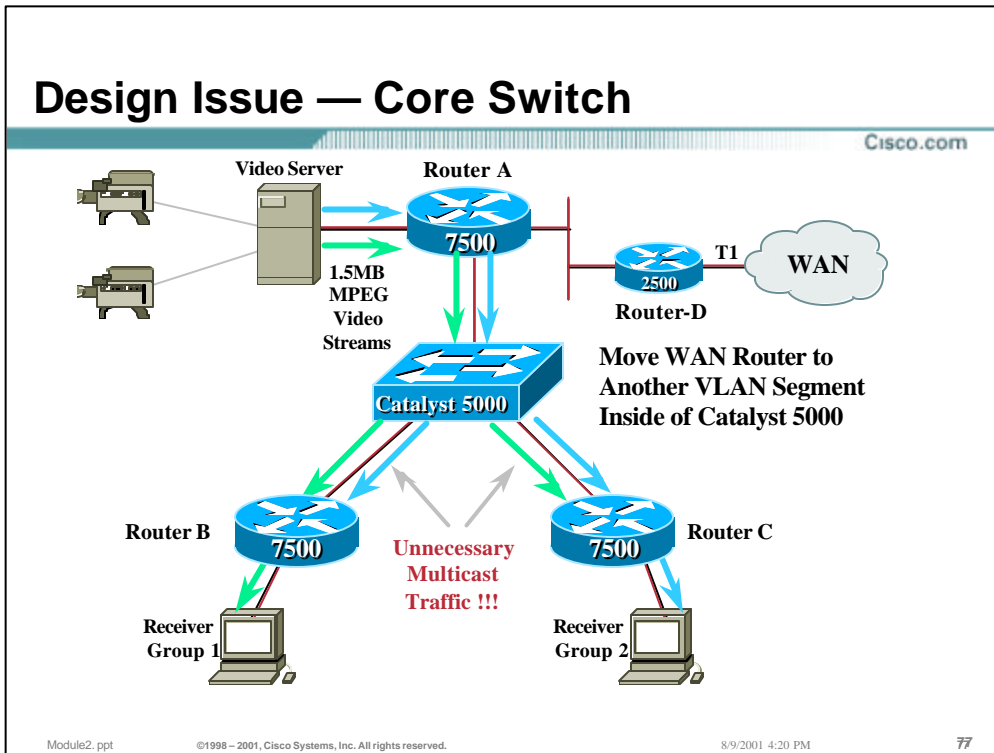 Design Issue — Core Switch
Cisco.com
Video Server
Router A
7500
1.5MB
MPEG
Video
Streams
2500
Router-D
T1
WAN
Move WAN Router to
Another VLAN Segment
Inside of Catalyst 5000
Catalyst 5000
Router B
7500
Unnecessary
Multicast
Traffic !!!
7500
Router C
Receiver
Group 1
Receiver
Group 2
Module2. ppt
©1998 – 2001, Cisco Systems, Inc. All rights reserved.
8/9/2001 4:20 PM
77